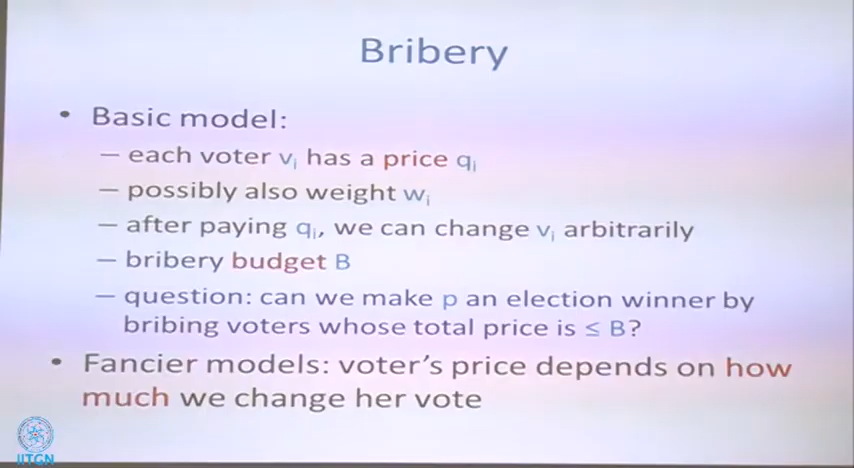 Bribery
• Basic model:
– each voter vᵢ has a price qᵢ
– possibly also weight wᵢ
– after paying qᵢ, we can change vᵢ arbitrarily
– bribery budget B
– question: can we make p an election winner by
bribing voters whose total price is ≤ B?
• Fancier models: voter's price depends on how
much we change her vote
IITGN